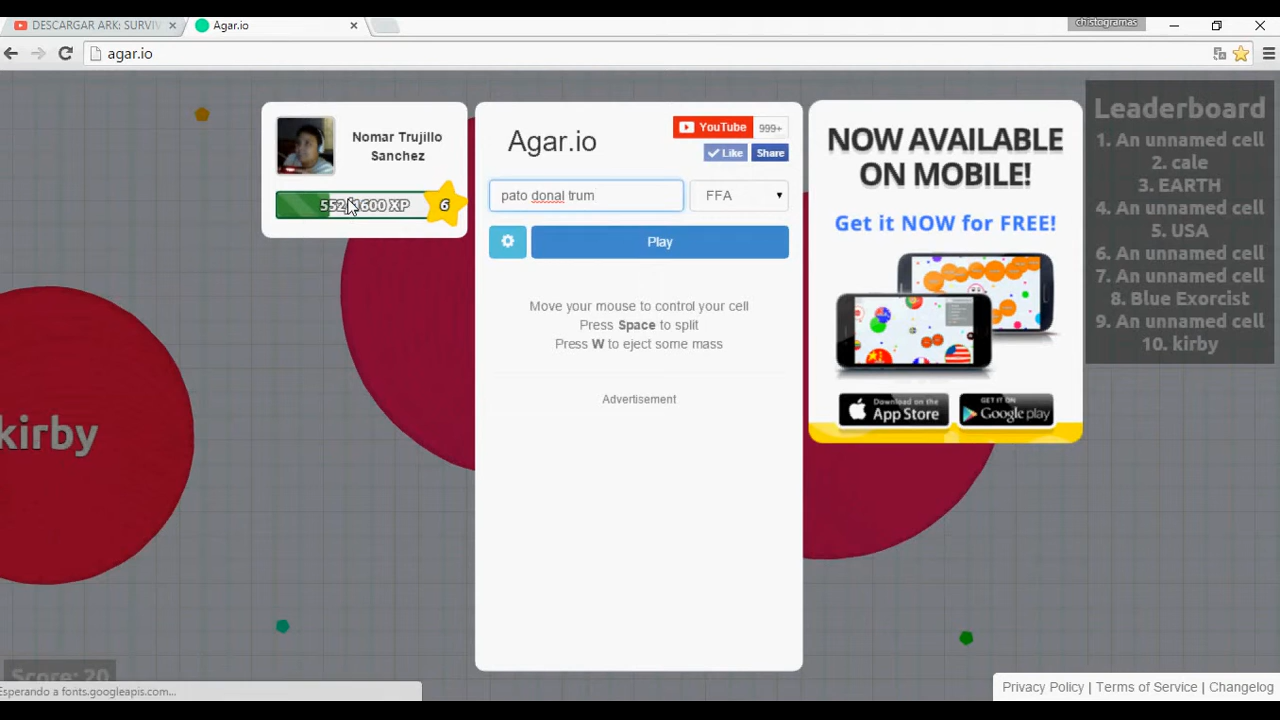 DESCARGAR ARK: SURVIV
Agar.io
chistogramas
agar.io
Nomar Trujillo
Sanchez
552/1600 XP
6
Agar.io
YouTube 999+
Like Share
pato donal trum
FFA
Play
Move your mouse to control your cell
Press Space to split
Press W to eject some mass
Advertisement
NOW AVAILABLE
ON MOBILE!
Get it NOW for FREE!
Download on the
App Store
GET IT ON
Google play
Leaderboard
1. An unnamed cell
2. cale
3. EARTH
4. An unnamed cell
5. USA
6. An unnamed cell
7. An unnamed cell
8. Blue Exorcist
9. An unnamed cell
10. kirby
kirby
Score: 20
Esperando a fonts.googleapis.com...
Privacy Policy | Terms of Service | Changelog